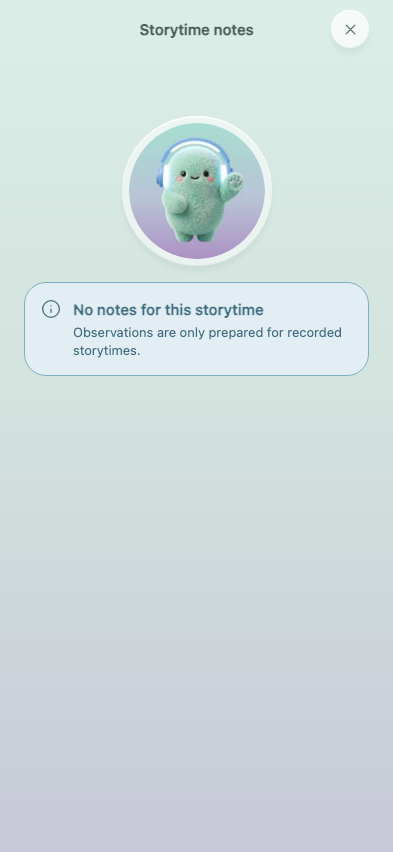 Storytime notes
No notes for this storytime
Observations are only prepared for recorded
storytimes.